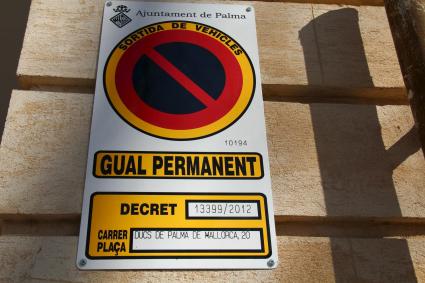 Ajuntament de Palma
SORTIDA DE VEHICLES
10194
GUAL PERMANENT
DECRET 13399/2012
CARRER DUCS DE PALMA DE MALLORCA, 20
PLAÇA